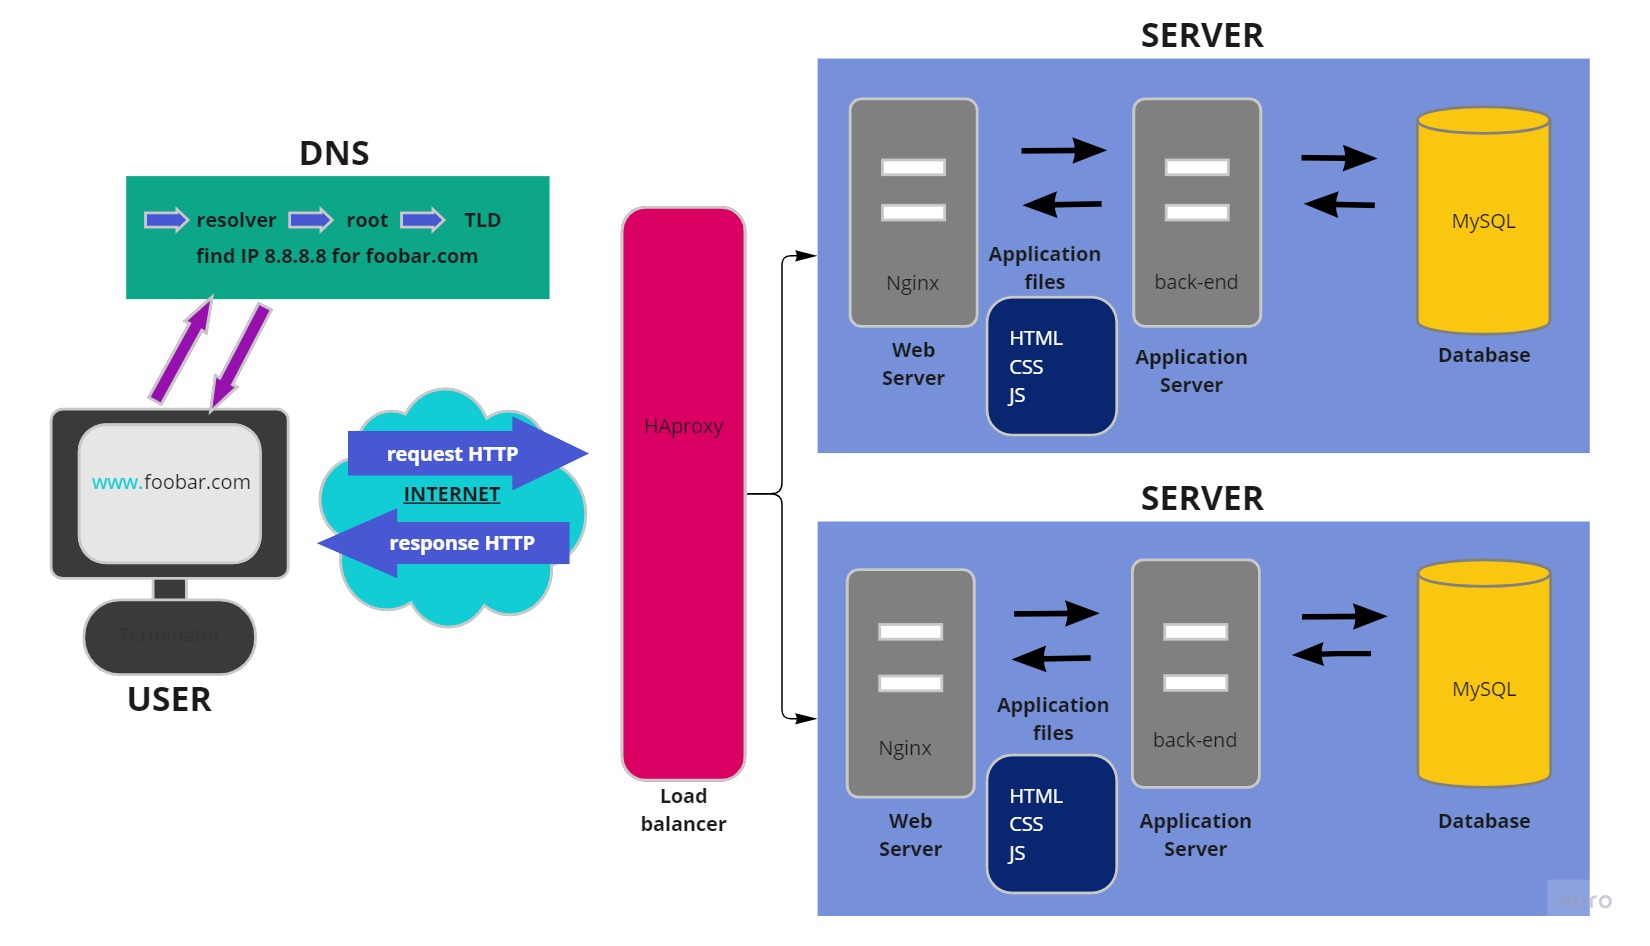 DNS
resolver root TLD
find IP 8.8.8.8 for foobar.com
www.foobar.com
Terminator
USER
request HTTP
INTERNET
response HTTP
HAproxy
Load
balancer
SERVER
Nginx
Web
Server
Application
files
HTML
CSS
JS
back-end
Application
Server
MySQL
Database
SERVER
Nginx
Web
Server
Application
files
HTML
CSS
JS
back-end
Application
Server
MySQL
Database
miro